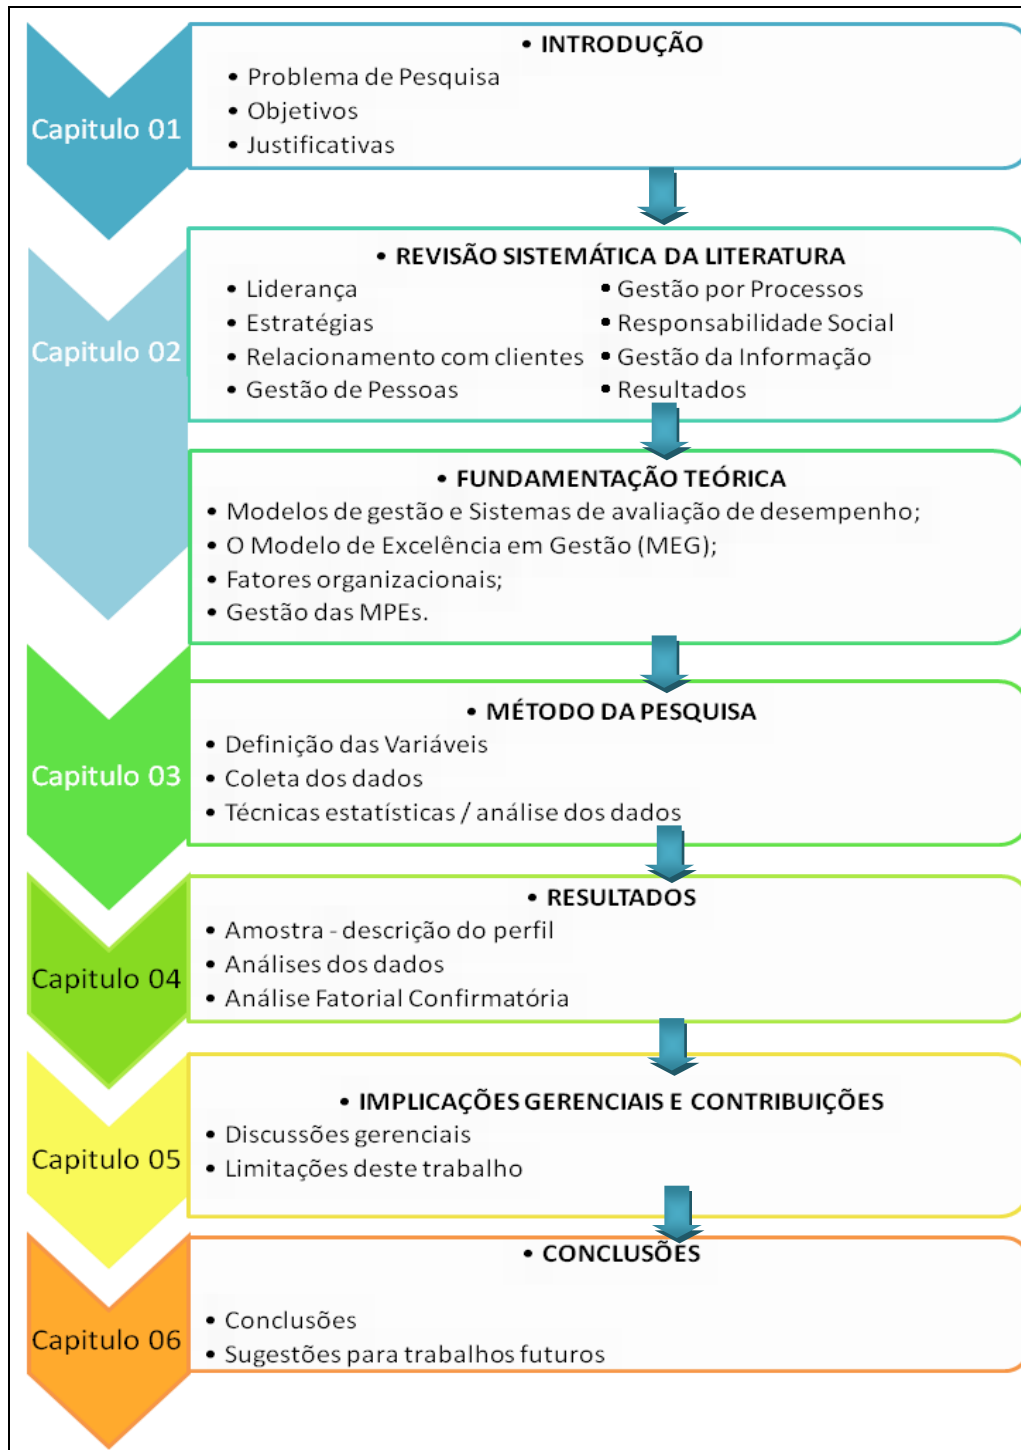 Capitulo 01
• INTRODUÇÃO
• Problema de Pesquisa
• Objetivos
• Justificativas
Capitulo 02
• REVISÃO SISTEMÁTICA DA LITERATURA
• Liderança
• Estratégias
• Relacionamento com clientes
• Gestão de Pessoas
• Gestão por Processos
• Responsabilidade Social
• Gestão da Informação
• Resultados
• FUNDAMENTAÇÃO TEÓRICA
• Modelos de gestão e Sistemas de avaliação de desempenho;
• O Modelo de Excelência em Gestão (MEG);
• Fatores organizacionais;
• Gestão das MPEs.
Capitulo 03
• MÉTODO DA PESQUISA
• Definição das Variáveis
• Coleta dos dados
• Técnicas estatísticas / análise dos dados
Capitulo 04
• RESULTADOS
• Amostra - descrição do perfil
• Análises dos dados
• Análise Fatorial Confirmatória
Capitulo 05
• IMPLICAÇÕES GERENCIAIS E CONTRIBUIÇÕES
• Discussões gerenciais
• Limitações deste trabalho
Capitulo 06
• CONCLUSÕES
• Conclusões
• Sugestões para trabalhos futuros